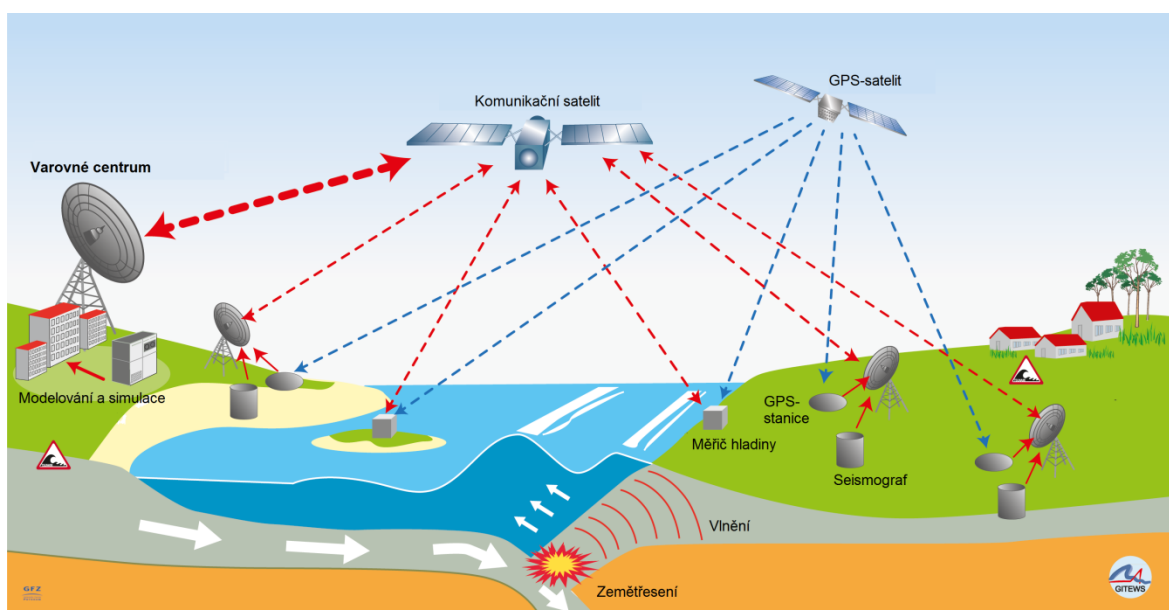 GPS-satelit
Komunikační satelit
Varovné centrum
Modelování a simulace
GPS-
stanice
Měřič hladiny
Seismograf
Vlnění
Zemětřesení
GFZ
GITEWS